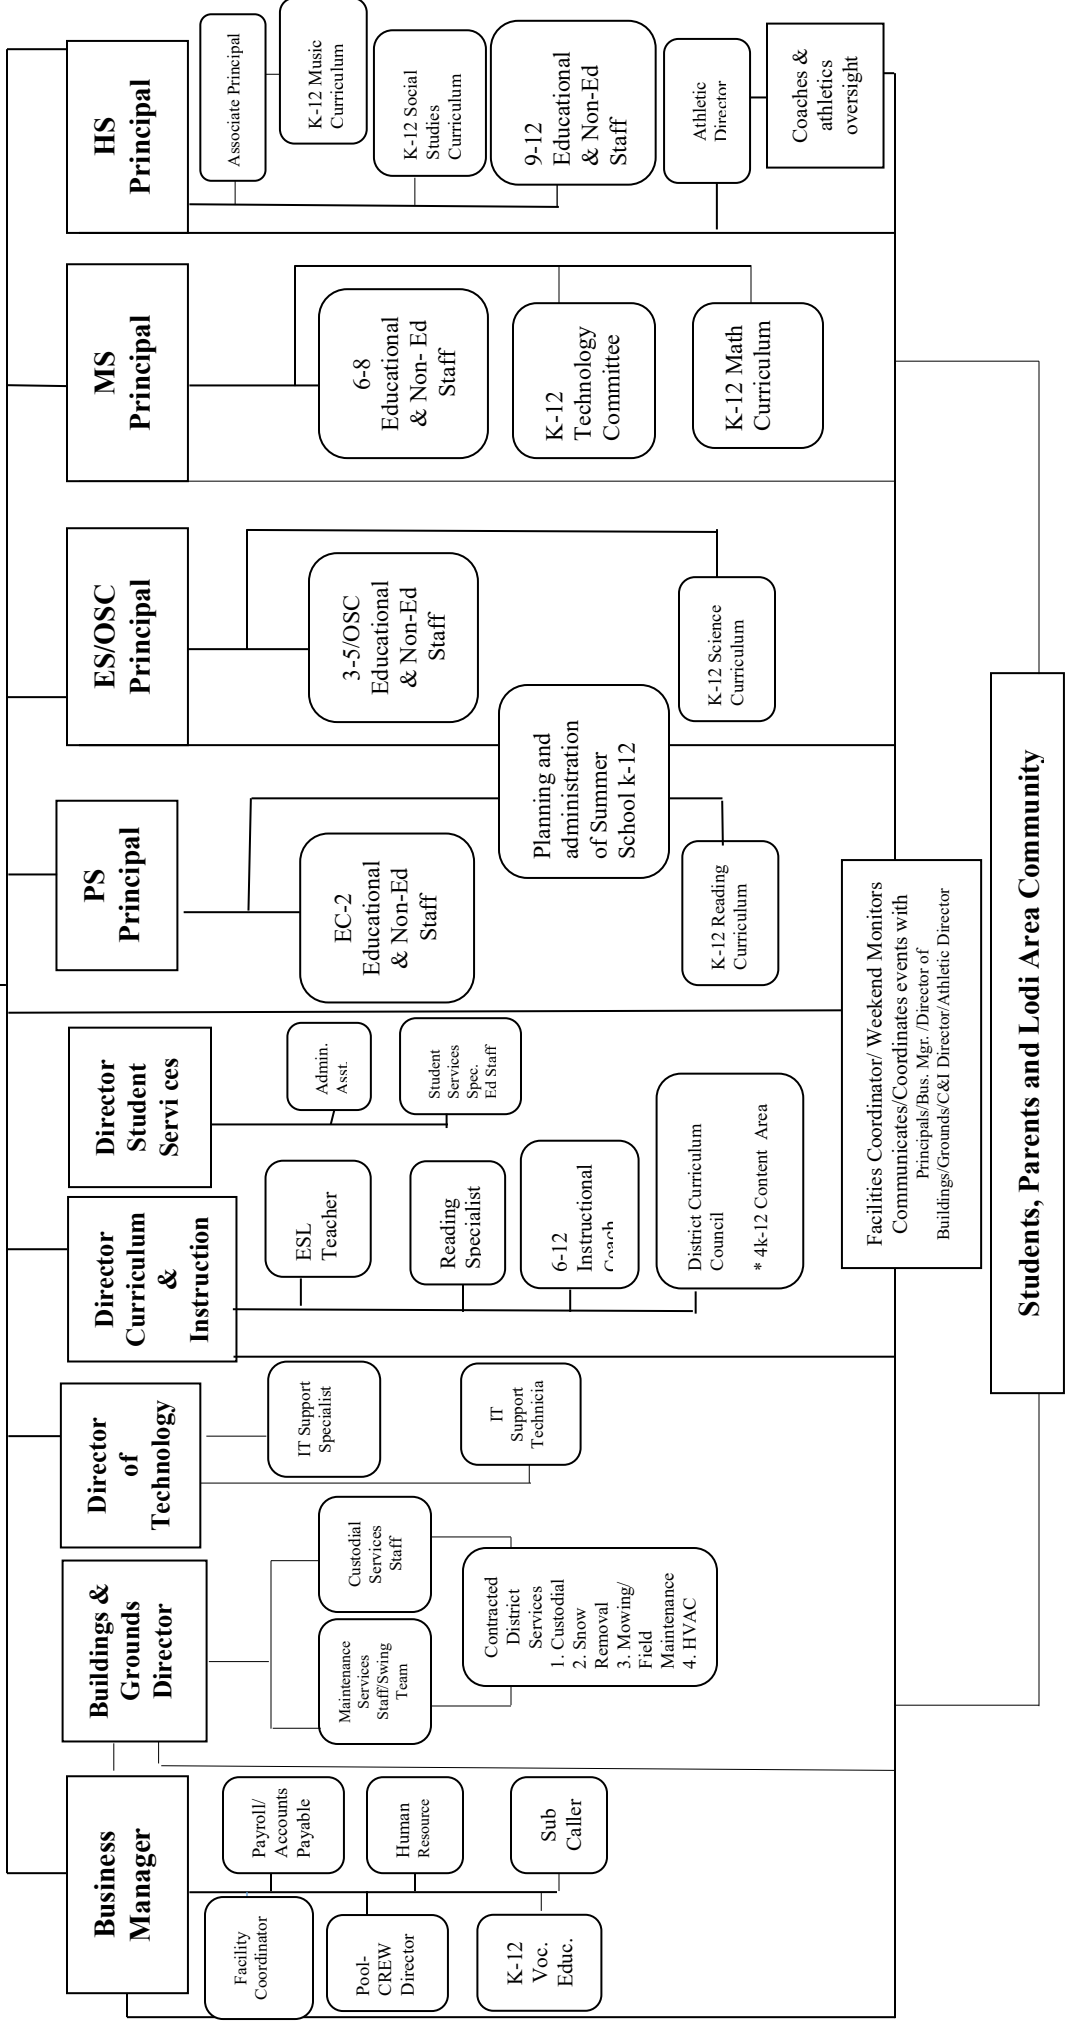 Business
Manager
Facility
Coordinator
Payroll/
Accounts
Payable
Pool-
CREW
Director
Human
Resource
K-12
Voc.
Educ.
Sub
Caller
Buildings &
Grounds
Director
Maintenance
Services
Staff/Swing
Team
Custodial
Services
Staff
Contracted
District
Services
1. Custodial
2. Snow
Removal
3. Mowing/
Field
Maintenance
4. HVAC
Director
of
Technology
IT Support
Specialist
IT
Support
Technicia
Director
Curriculum
&
Instruction
ESL
Teacher
Reading
Specialist
6-12
Instructional
Coach
District Curriculum
Council
* 4k-12 Content Area
Director
Student
Servi ces
Admin.
Asst.
Student
Services
Spec.
Ed Staff
PS
Principal
EC-2
Educational
& Non-Ed
Staff
Planning and
administration
of Summer
School k-12
K-12 Reading
Curriculum
ES/OSC
Principal
3-5/OSC
Educational
& Non-Ed
Staff
K-12 Science
Curriculum
MS
Principal
6-8
Educational
& Non- Ed
Staff
K-12
Technology
Committee
K-12 Math
Curriculum
HS
Principal
Associate Principal
K-12 Music
Curriculum
K-12 Social
Studies
Curriculum
9-12
Educational
& Non-Ed
Staff
Athletic
Director
Coaches &
athletics
oversight
Facilities Coordinator/ Weekend Monitors
Communicates/Coordinates events with
Principals/Bus. Mgr. /Director of
Buildings/Grounds/C&I Director/Athletic Director
Students, Parents and Lodi Area Community